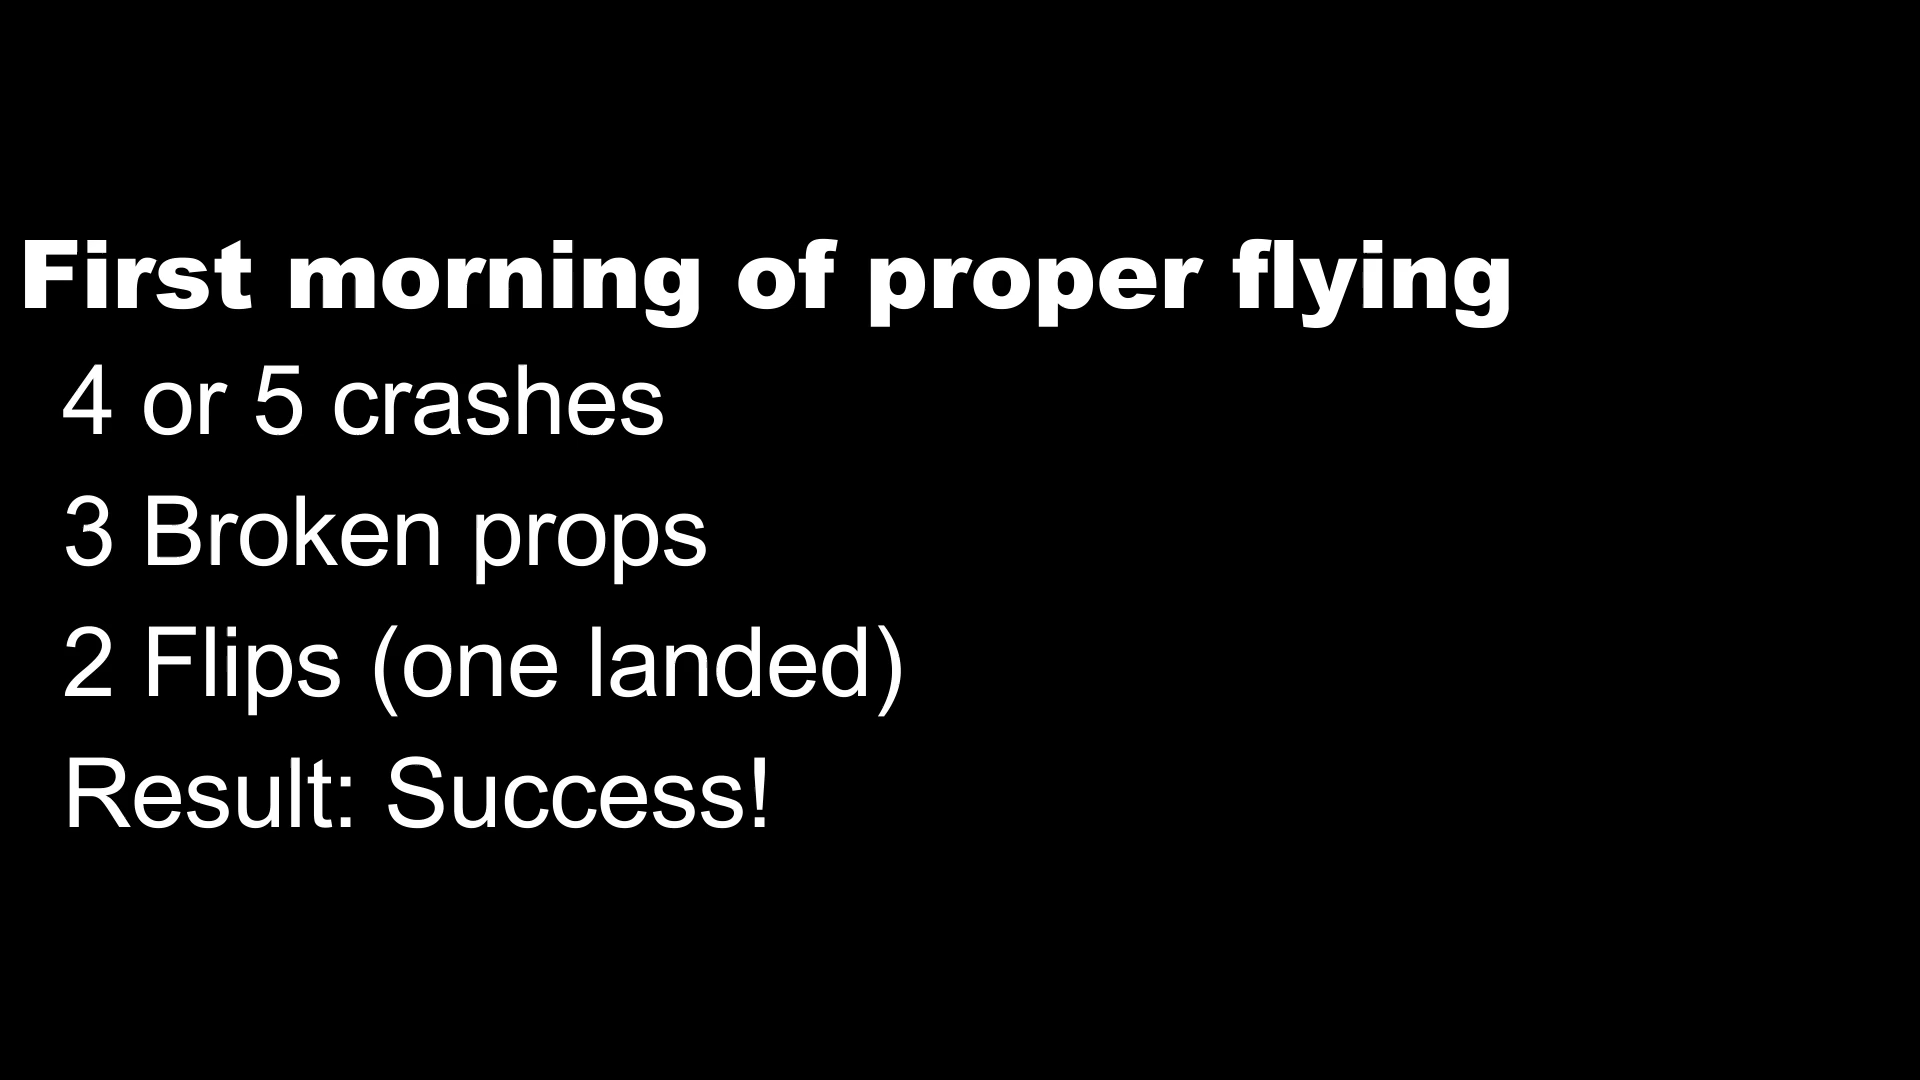 First morning of proper flying
4 or 5 crashes
3 Broken props
2 Flips (one landed)
Result: Success!